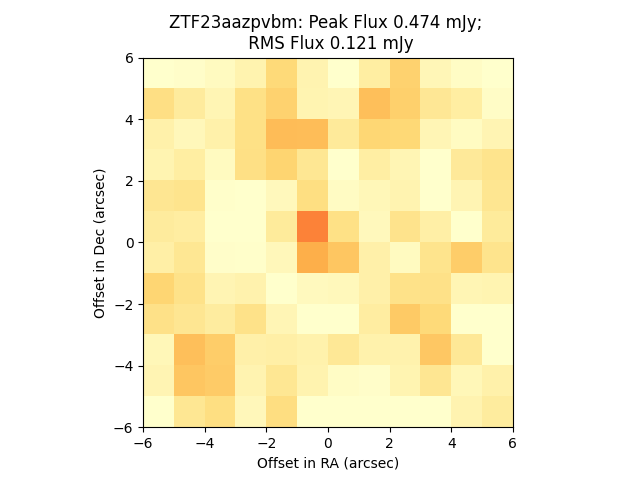 ZTF23aazpvbm: Peak Flux 0.474 mJy;
RMS Flux 0.121 mJy
6
4
2
0
−2
−4
−6
Offset in Dec (arcsec)
−6 −4 −2 0 2 4 6
Offset in RA (arcsec)